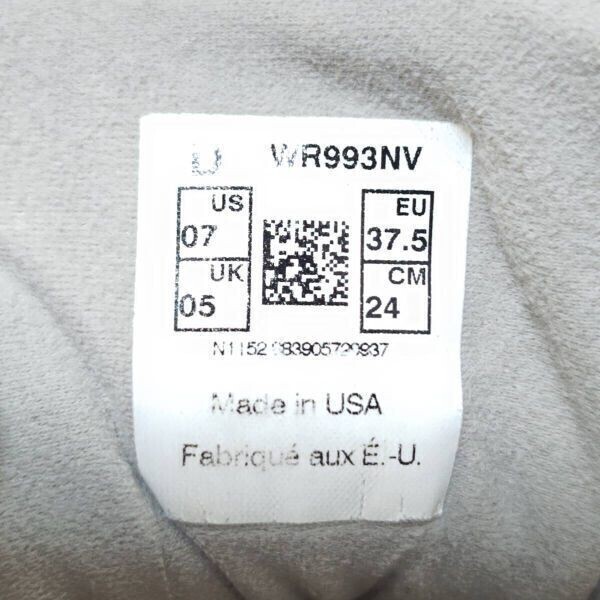 D WR993NV
US EU
07 37.5
UK CM
05 24
Made in USA
Fabriqué aux É.-U.